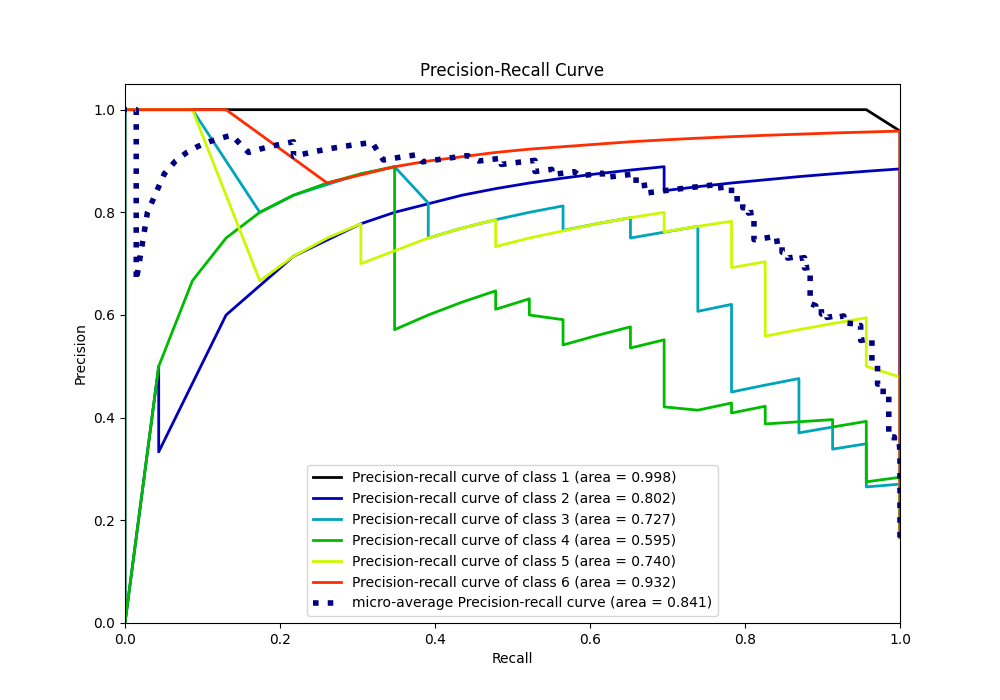 Precision-Recall Curve
1.0
0.8
0.6
0.4
0.2
0.0
Precision
Precision-recall curve of class 1 (area = 0.998)
Precision-recall curve of class 2 (area = 0.802)
Precision-recall curve of class 3 (area = 0.727)
Precision-recall curve of class 4 (area = 0.595)
Precision-recall curve of class 5 (area = 0.740)
Precision-recall curve of class 6 (area = 0.932)
micro-average Precision-recall curve (area = 0.841)
0.0 0.2 0.4 0.6 0.8 1.0
Recall